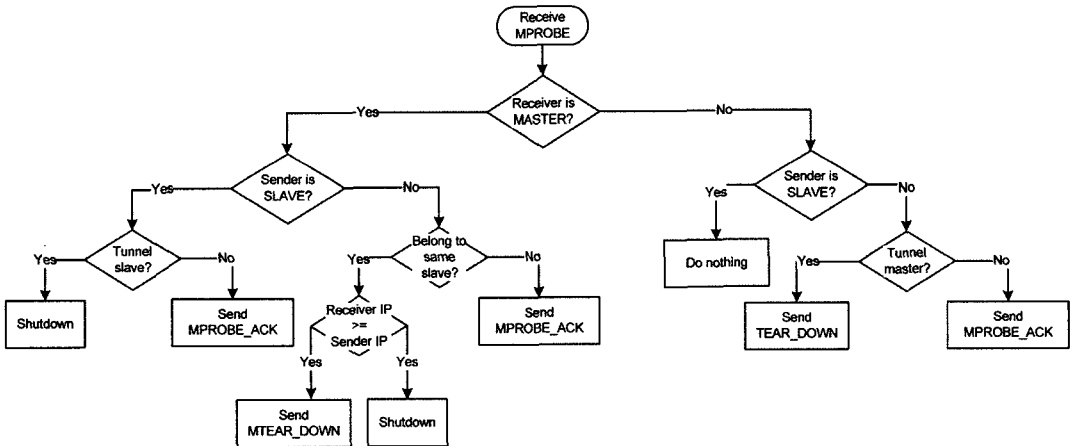 Receive
MPROBE
Receiver is
MASTER?
Yes
No
Sender is
SLAVE?
Sender is
SLAVE?
Yes
No
Yes
No
Tunnel
slave?
Belong to
same
slave?
Tunnel
master?
Yes
No
Yes
No
Do nothing
Yes
No
Shutdown
Send
MPROBE_ACK
Receiver IP
>=
Sender IP
Send
MPROBE_ACK
Send
TEAR_DOWN
Send
MPROBE_ACK
Yes
Yes
Send
MTEAR_DOWN
Shutdown